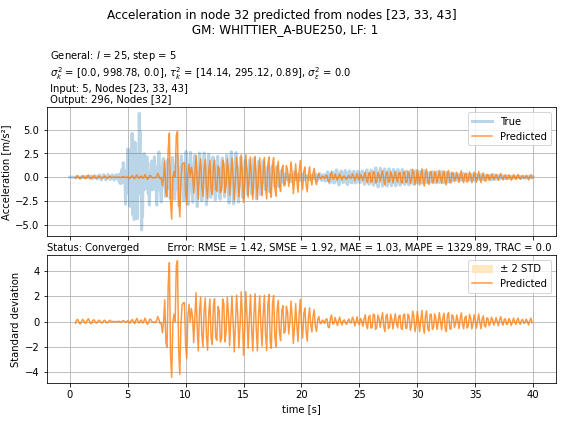 Acceleration in node 32 predicted from nodes [23, 33, 43]
GM: WHITTIER_A-BUE250, LF: 1
General: l = 25, step = 5
σ²ₖ = [0.0, 998.78, 0.0], τ²ₖ = [14.14, 295.12, 0.89], σ²ε = 0.0
Input: 5, Nodes [23, 33, 43]
Output: 296, Nodes [32]
Acceleration [m/s²]
5.0
2.5
0.0
−2.5
−5.0
True
Predicted
Status: Converged Error: RMSE = 1.42, SMSE = 1.92, MAE = 1.03, MAPE = 1329.89, TRAC = 0.0
Standard deviation
4
2
0
−2
−4
± 2 STD
Predicted
0 5 10 15 20 25 30 35 40
time [s]